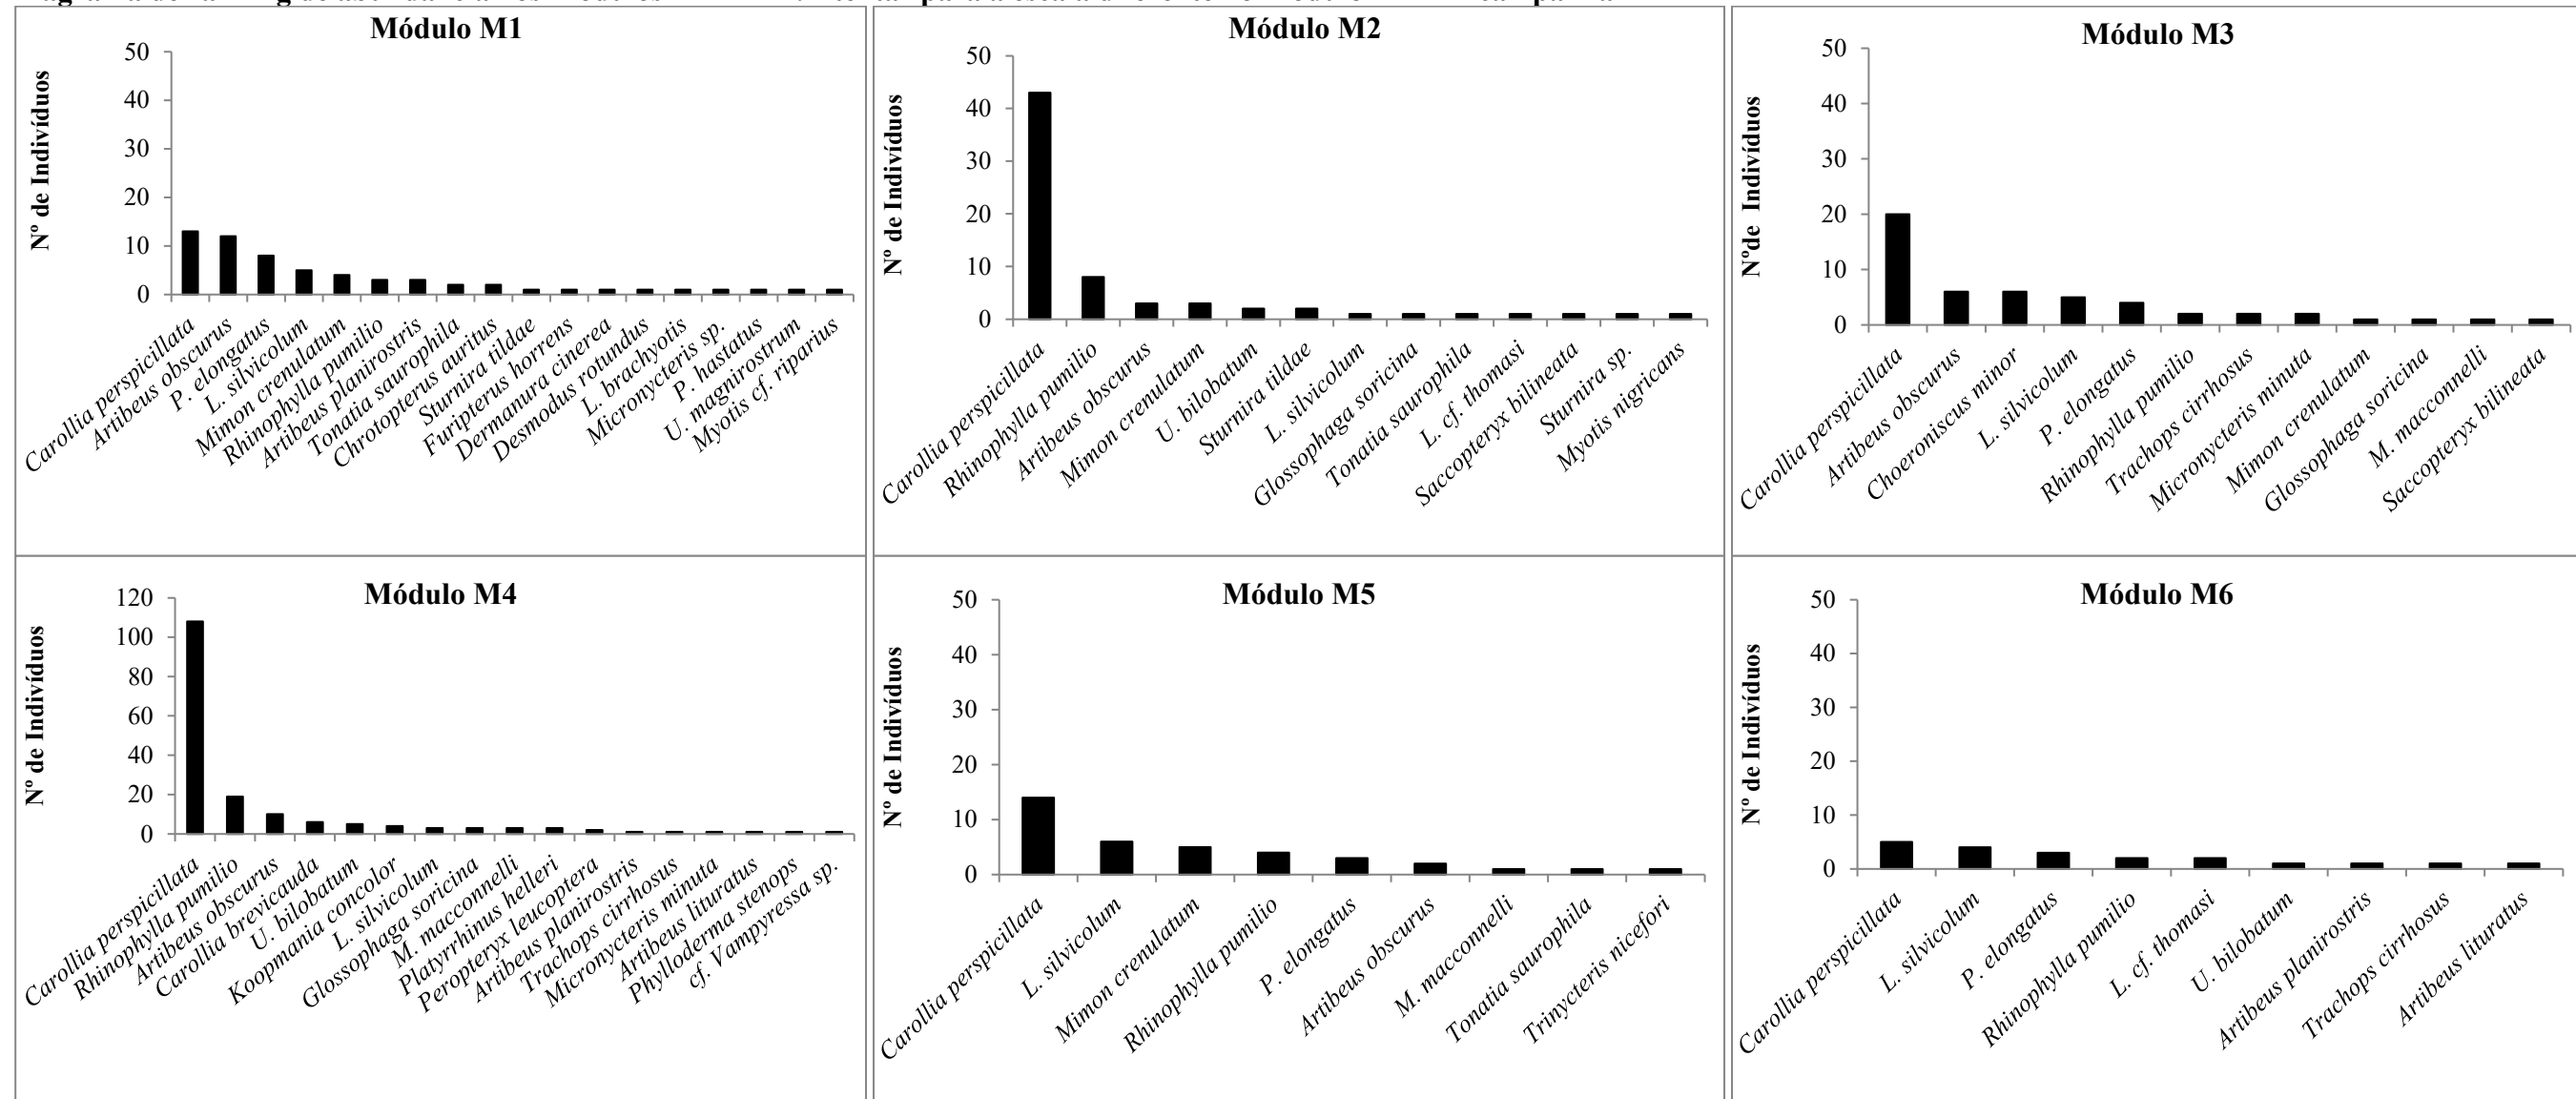 Módulo M1
Nº de Indivíduos
50
40
30
20
10
0
Carollia perspicillata
Artibeus obscurus
P. elongatus
L. silvicolum
Mimon crenulatum
Rhinophylla pumilio
Artibeus planirostris
Tonatia saurophila
Chrotopterus auritus
Sturnira tildae
Furipterus horrens
Dermanura cinerea
Desmodus rotundus
L. brachyotis
Micronycteris sp.
P. hastatus
U. magnirostrum
Myotis cf. riparius
Módulo M2
Nº de Indivíduos
50
40
30
20
10
0
Carollia perspicillata
Rhinophylla pumilio
Artibeus obscurus
Mimon crenulatum
U. bilobatum
Sturnira tildae
L. silvicolum
Glossophaga soricina
Tonatia saurophila
L. cf. thomasi
Saccopteryx bilineata
Sturnira sp.
Myotis nigricans
Módulo M3
Nºde Indivíduos
50
40
30
20
10
0
Carollia perspicillata
Artibeus obscurus
Choeroniscus minor
L. silvicolum
P. elongatus
Rhinophylla pumilio
Trachops cirrhosus
Micronycteris minuta
Mimon crenulatum
Glossophaga soricina
M. macconnelli
Saccopteryx bilineata
Módulo M4
Nº de Indivíduos
120
100
80
60
40
20
0
Carollia perspicillata
Rhinophylla pumilio
Artibeus obscurus
Carollia brevicauda
U. bilobatum
Koopmania concolor
L. silvicolum
Glossophaga soricina
M. macconnelli
Platyrrhinus helleri
Peropteryx leucoptera
Artibeus planirostris
Trachops cirrhosus
Micronycteris minuta
Artibeus lituratus
Phylloderma stenops
cf. Vampyressa sp.
Módulo M5
Nº de Indivíduos
50
40
30
20
10
0
Carollia perspicillata
L. silvicolum
Mimon crenulatum
Rhinophylla pumilio
P. elongatus
Artibeus obscurus
M. macconnelli
Tonatia saurophila
Trinycteris nicefori
Módulo M6
Nº de Indivíduos
50
40
30
20
10
0
Carollia perspicillata
L. silvicolum
P. elongatus
Rhinophylla pumilio
L. cf. thomasi
U. bilobatum
Artibeus planirostris
Trachops cirrhosus
Artibeus lituratus